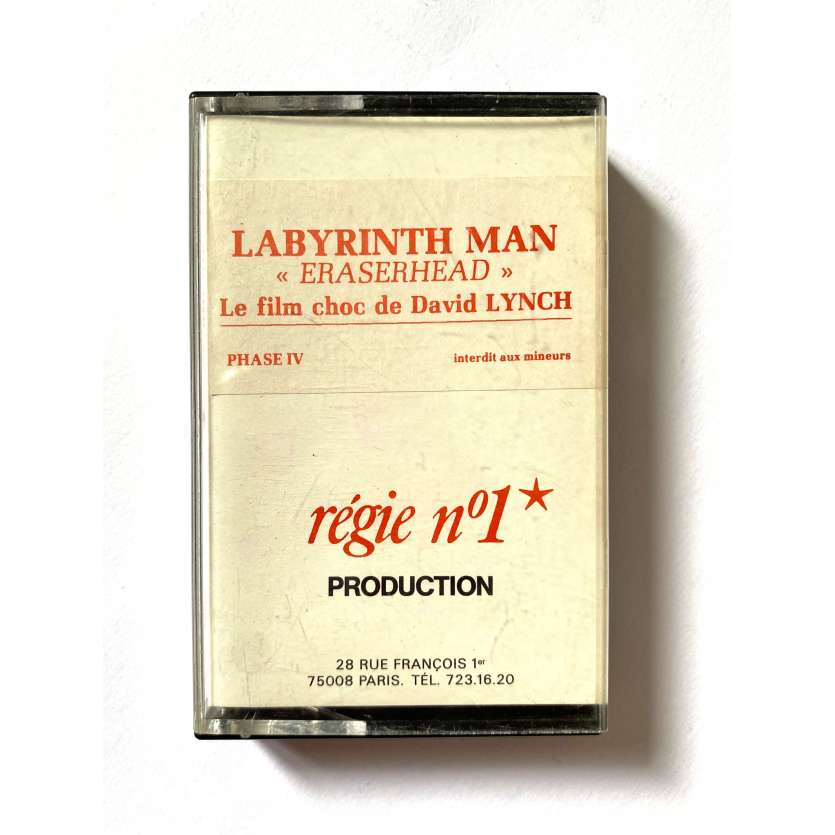 LABYRINTH MAN
« ERASERHEAD »
Le film choc de David LYNCH
PHASE IV interdit aux mineurs
régie nº1★
PRODUCTION
28 RUE FRANÇOIS 1er
75008 PARIS. TÉL. 723.16.20